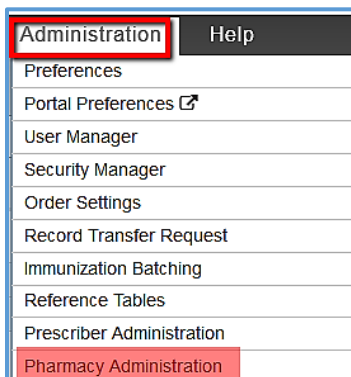 Administration Help
Preferences
Portal Preferences
User Manager
Security Manager
Order Settings
Record Transfer Request
Immunization Batching
Reference Tables
Prescriber Administration
Pharmacy Administration